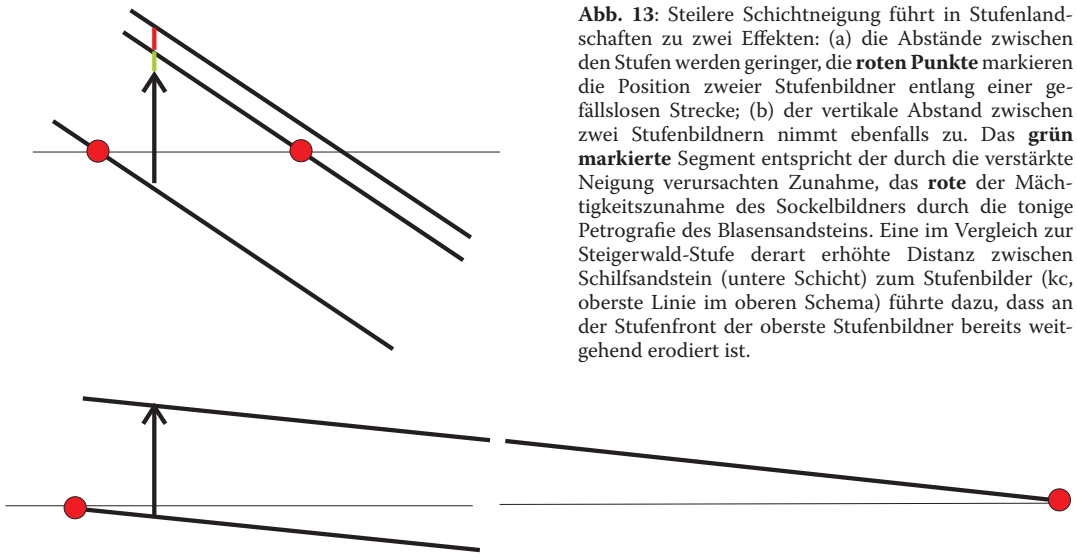 Abb. 13: Steilere Schichtneigung führt in Stufenland-
schaften zu zwei Effekten: (a) die Abstände zwischen
den Stufen werden geringer, die roten Punkte markieren
die Position zweier Stufenbildner entlang einer ge-
fällslosen Strecke; (b) der vertikale Abstand zwischen
zwei Stufenbildnern nimmt ebenfalls zu. Das grün
markierte Segment entspricht der durch die verstärkte
Neigung verursachten Zunahme, das rote der Mäch-
tigkeitszunahme des Sockelbildners durch die tonige
Petrografie des Blasensandsteins. Eine im Vergleich zur
Steigerwald-Stufe derart erhöhte Distanz zwischen
Schilfsandstein (untere Schicht) zum Stufenbilder (kc,
oberste Linie im oberen Schema) führte dazu, dass an
der Stufenfront der oberste Stufenbildner bereits weit-
gehend erodiert ist.